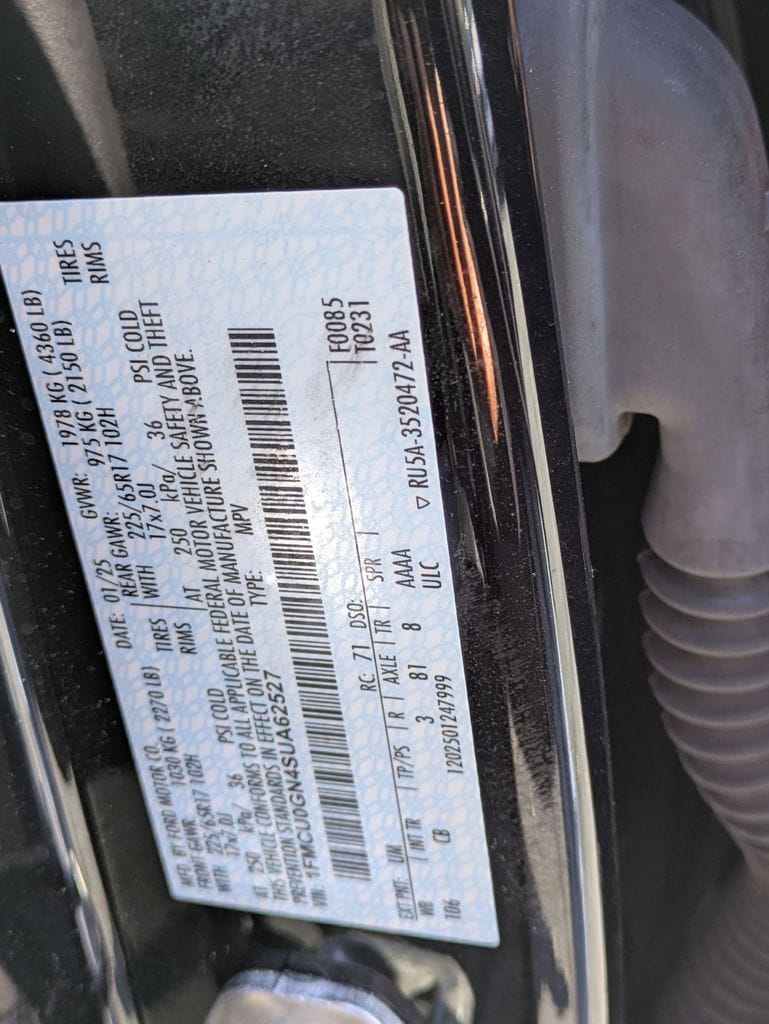 MFD. BY FORD MOTOR CO.
DATE: 01/25 GVWR: 1978 KG ( 4360 LB)
FRONT GAWR: 1030 KG ( 2270 LB) REAR GAWR: 975 KG ( 2150 LB)
WITH 225/65R17 102H TIRES WITH 225/65R17 102H TIRES
17x7.0J RIMS 17x7.0J RIMS
AT 250 kPa/ 36 PSI COLD AT 250 kPa/ 36 PSI COLD
THIS VEHICLE CONFORMS TO ALL APPLICABLE FEDERAL MOTOR VEHICLE SAFETY AND THEFT
PREVENTION STANDARDS IN EFFECT ON THE DATE OF MANUFACTURE SHOWN ABOVE.
VIN: 1FMCU0GN4SUA62527 TYPE: MPV
F0085
T0231
EXT PNT: UM RC: 71 DSO:
WB INT TR TP/PS R AXLE TR SPR
106 CB 3 81 8 AAAA
1202501247999 ULC ▽ RU5A-3520472-AA